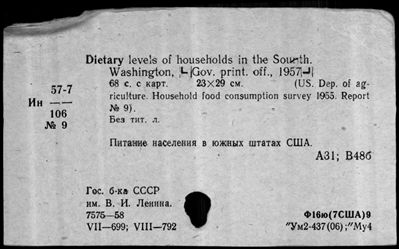 Dietary levels of households in the South.
Washington, Gov. print. off., 1957
68 с. с карт. 23×29 см. (US. Dep. of ag-
riculture. Household food consumption survey 1955. Report
№ 9).
Без тит. л.
57-7
Ин —
106
№ 9
Питание населения в южных штатах США.
A31; B48б
Гос. б-ка СССР
им. В. И. Ленина.
7575—58
VII—699; VIII—792
Ф16ю(7США)9
"Ум2-437(06);"Му4